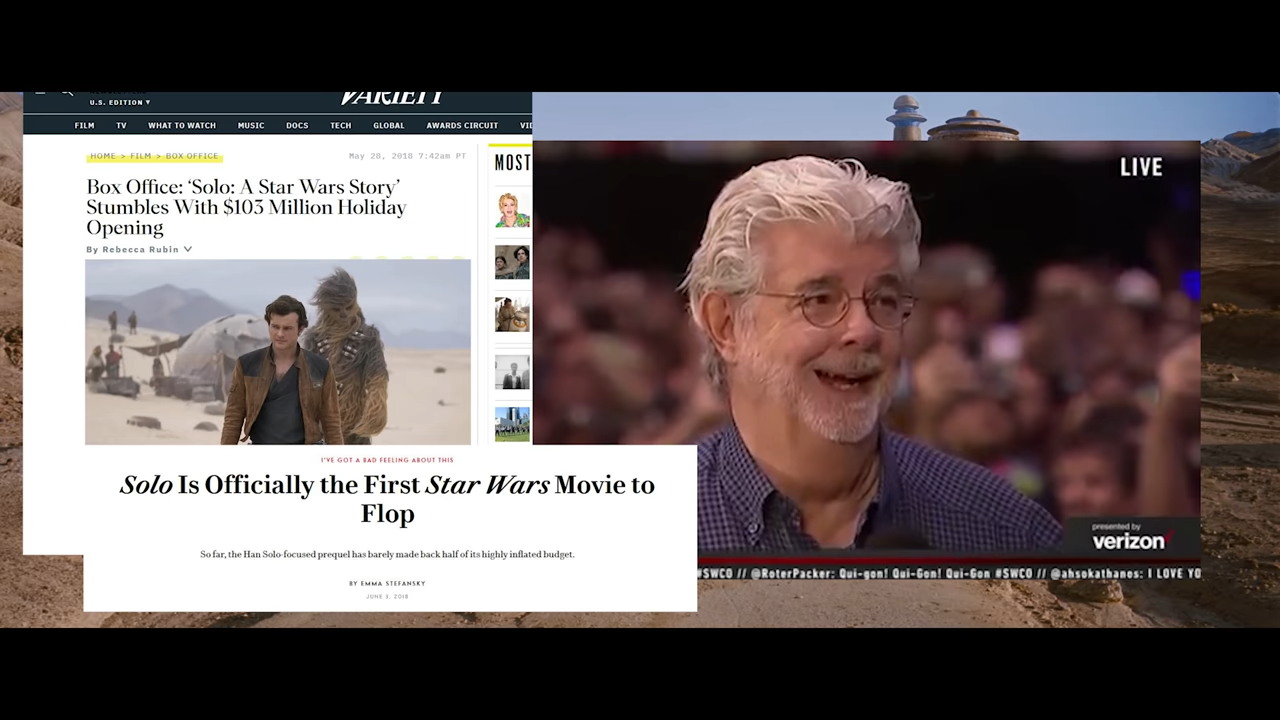 VARIETY
U.S. EDITION ▾
FILM TV WHAT TO WATCH MUSIC DOCS TECH GLOBAL AWARDS CIRCUIT
HOME > FILM > BOX OFFICE
May 28, 2018 7:42am PT
MOST
Box Office: ‘Solo: A Star Wars Story’
Stumbles With $103 Million Holiday
Opening
By Rebecca Rubin
I'VE GOT A BAD FEELING ABOUT THIS
Solo Is Officially the First Star Wars Movie to
Flop
So far, the Han Solo-focused prequel has barely made back half of its highly inflated budget.
BY EMMA STEFANSKY
JUNE 3, 2018
LIVE
presented by
verizon
#SWCO // @RoterPacker: Qui-gon! Qui-Gon! Qui-Gon #SWCO // @ahsokathanos: I LOVE YO